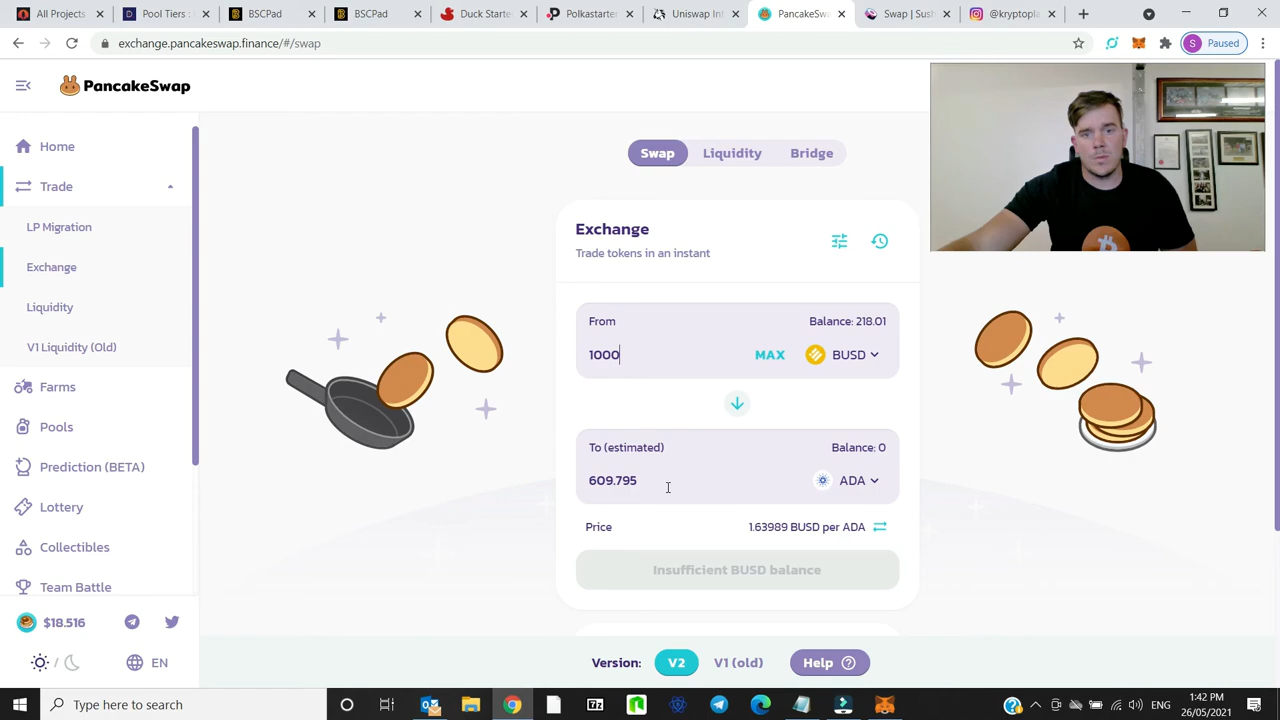 All Projects
Pool Tiers
BSCPad
BSCPad
Duck Starte
Polkastarte
Uniswap In
PancakeSwa
Swap | Sus
@kryptopl
exchange.pancakeswap.finance/#/swap
S
Paused
PancakeSwap
Home
Trade
LP Migration
Exchange
Liquidity
V1 Liquidity (Old)
Farms
Pools
Prediction (BETA)
Lottery
Collectibles
Team Battle
$18.516
EN
Swap
Liquidity
Bridge
Exchange
Trade tokens in an instant
From
Balance: 218.01
1000
MAX
BUSD
To (estimated)
Balance: 0
609.795
ADA
Price
1.63989 BUSD per ADA
Insufficient BUSD balance
Version:
V2
V1 (old)
Help
Type here to search
ENG
1:42 PM
26/05/2021